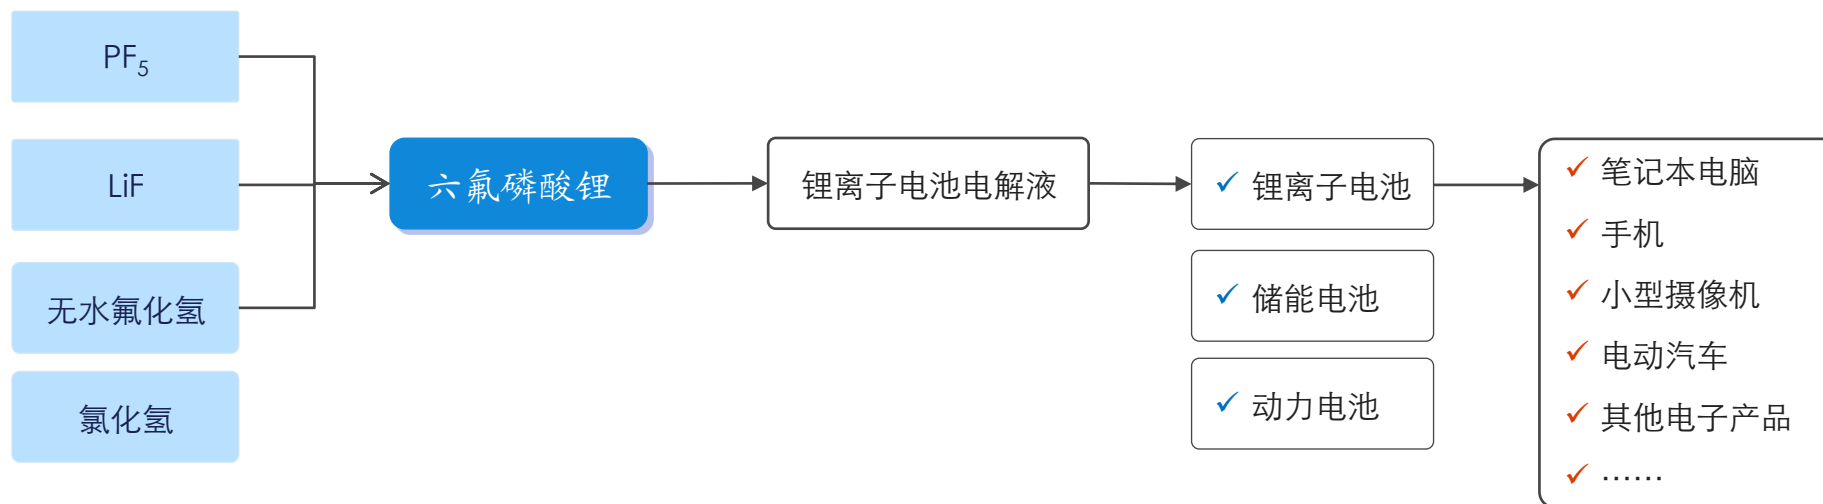 PF₅
LiF
无水氟化氢
氯化氢
六氟磷酸锂
锂离子电池电解液
✓ 锂离子电池
✓ 储能电池
✓ 动力电池
✓ 笔记本电脑
✓ 手机
✓ 小型摄像机
✓ 电动汽车
✓ 其他电子产品
✓ ……